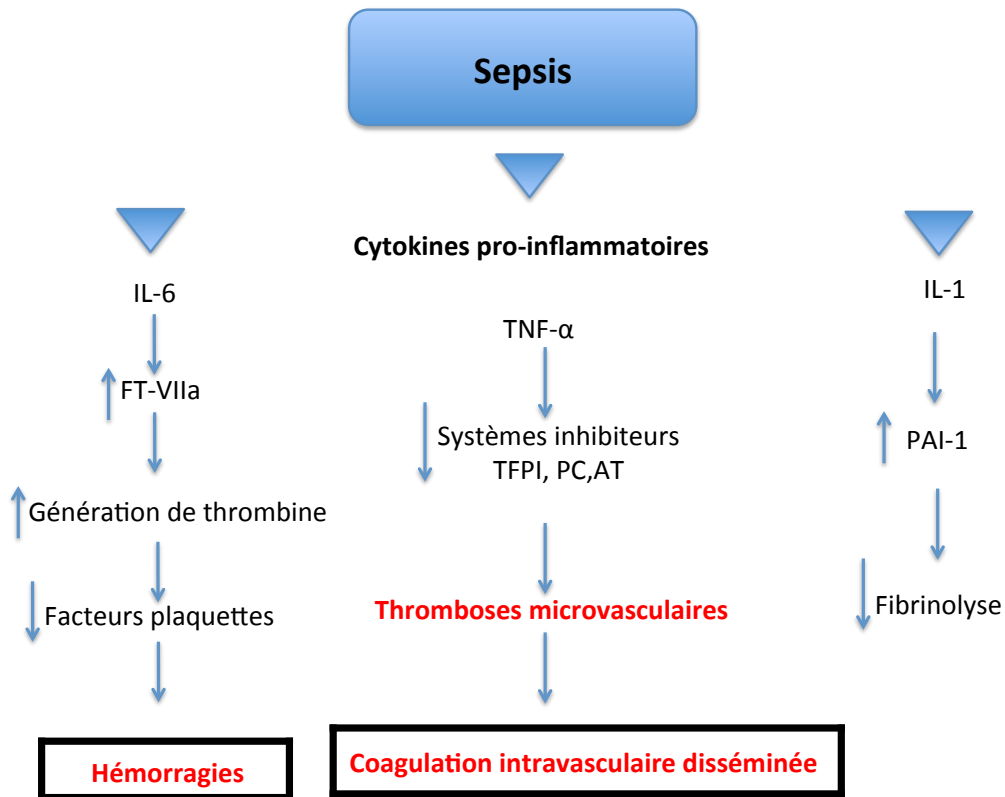 Sepsis
Cytokines pro-inflammatoires
IL-6
FT-VIIa
Génération de thrombine
Facteurs plaquettes
Hémorragies
TNF-α
Systèmes inhibiteurs
TFPI, PC,AT
Thromboses microvasculaires
Coagulation intravasculaire disséminée
IL-1
PAI-1
Fibrinolyse